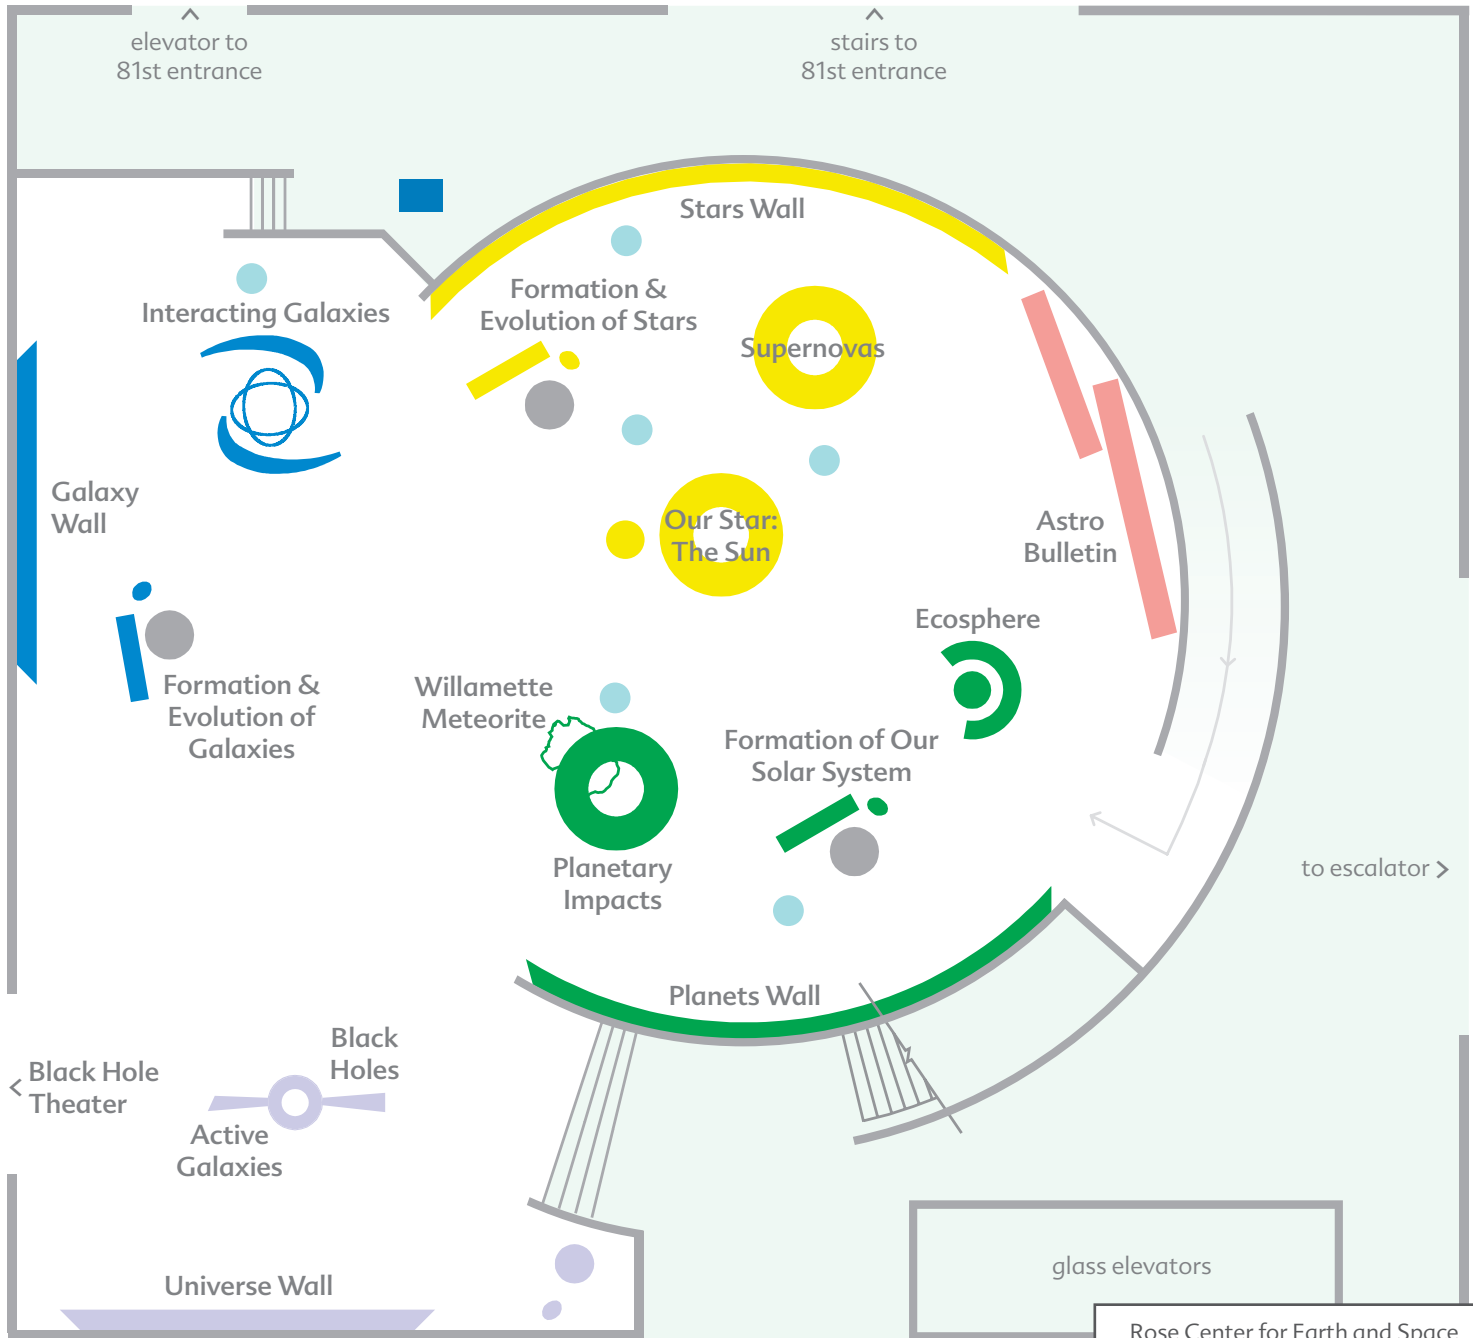 elevator to
81st entrance
stairs to
81st entrance
Stars Wall
Interacting Galaxies
Formation &
Evolution of Stars
Supernovas
Galaxy
Wall
Our Star:
The Sun
Astro
Bulletin
Ecosphere
Formation &
Evolution of
Galaxies
Willamette
Meteorite
Formation of Our
Solar System
Planetary
Impacts
to escalator >
Planets Wall
Black
Holes
< Black Hole
Theater
Active
Galaxies
Universe Wall
glass elevators
Rose Center for Earth and Space